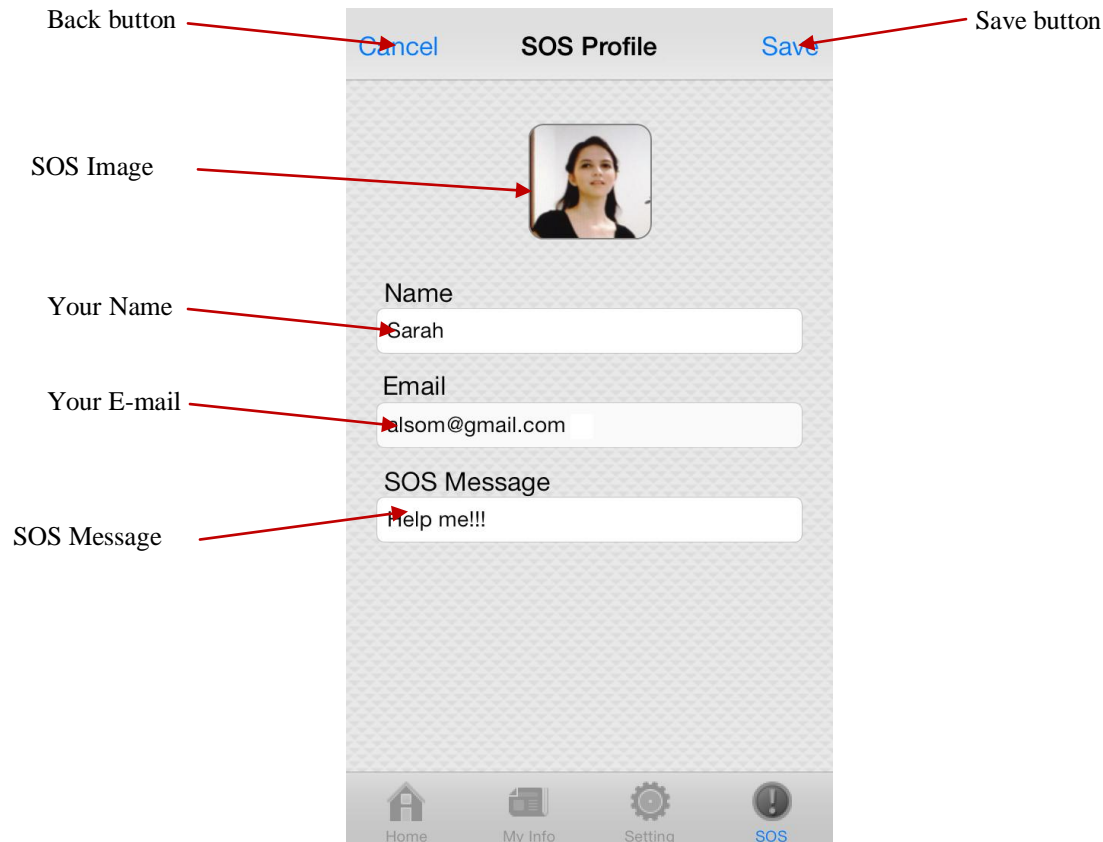 Back button
Save button
Cancel SOS Profile Save
SOS Image
Name
Your Name
Sarah
Email
Your E-mail
alsom@gmail.com
SOS Message
Help me!!!
SOS Message
Home My Info Setting SOS